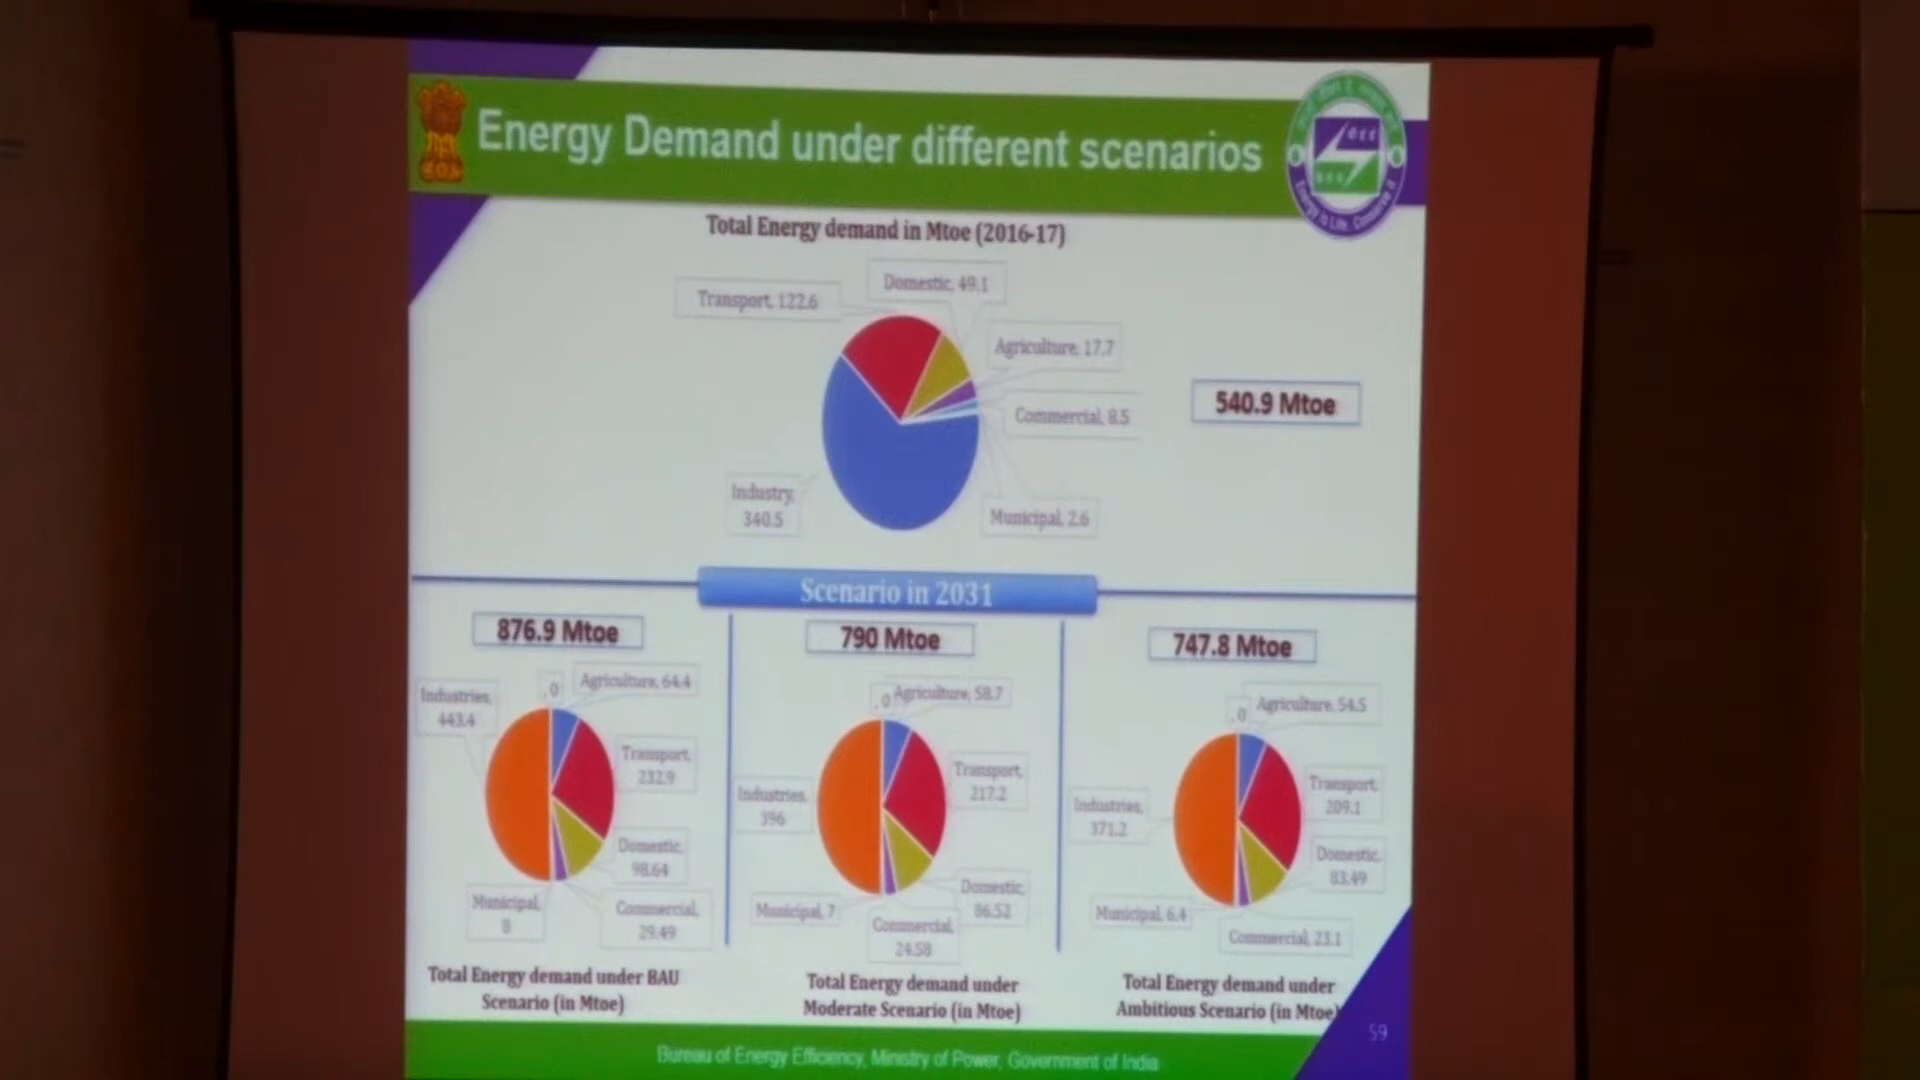 Energy Demand under different scenarios
Total Energy demand in Mtoe (2016-17)
Domestic, 49.1
Transport, 122.6
Agriculture, 17.7
Commercial, 8.5
540.9 Mtoe
Industry,
340.5
Municipal, 2.6
Scenario in 2031
876.9 Mtoe
Industries,
443.4
, 0
Agriculture, 64.4
Transport,
232.9
Domestic,
98.64
Commercial,
29.49
Municipal,
8
Total Energy demand under BAU
Scenario (in Mtoe)
790 Mtoe
, 0
Agriculture, 58.7
Transport,
217.2
Industries,
396
Domestic,
86.52
Municipal, 7
Commercial,
24.58
Total Energy demand under
Moderate Scenario (in Mtoe)
747.8 Mtoe
, 0
Agriculture, 54.5
Transport,
209.1
Industries,
371.2
Domestic,
83.49
Municipal, 6.4
Commercial, 23.1
Total Energy demand under
Ambitious Scenario (in Mtoe)
59
Bureau of Energy Efficiency, Ministry of Power, Government of India
bee
Energy is Life, Conserve it